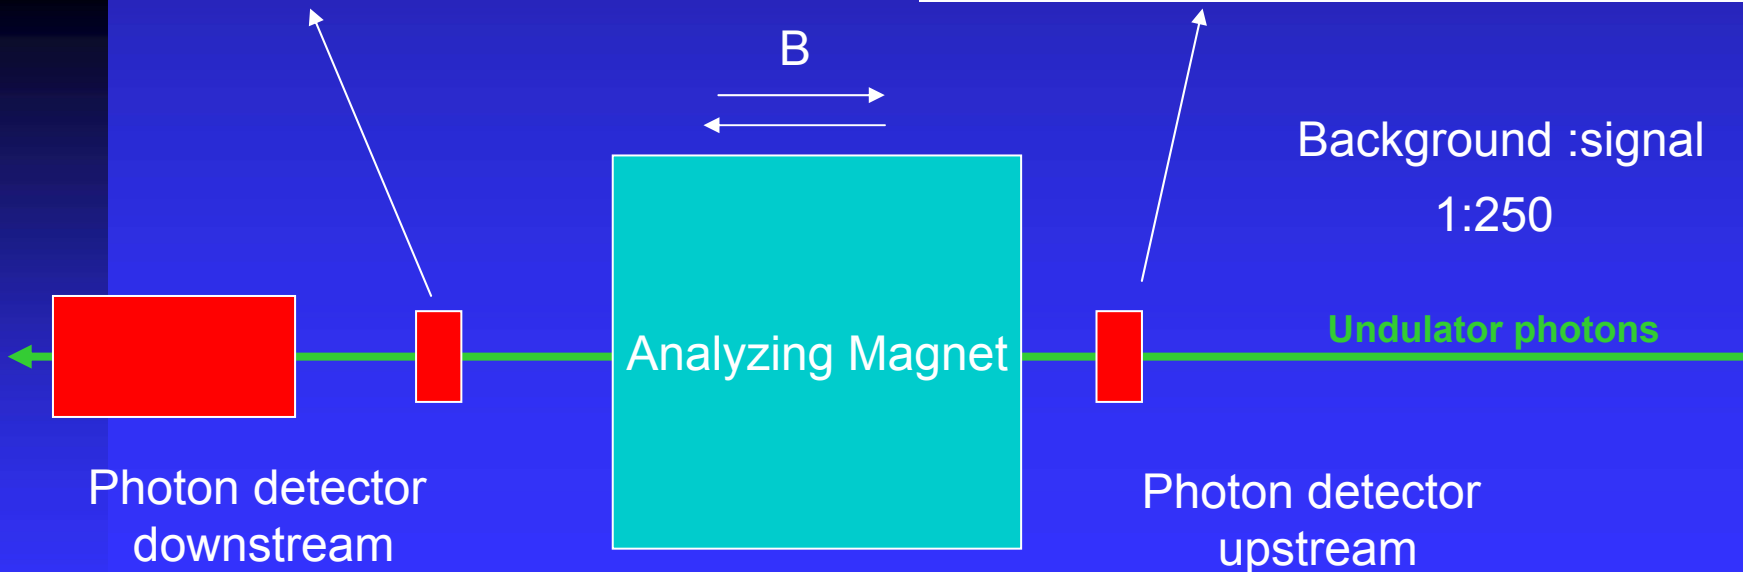 B
Background :signal
1:250
Undulator photons
Analyzing Magnet
Photon detector
downstream
Photon detector
upstream